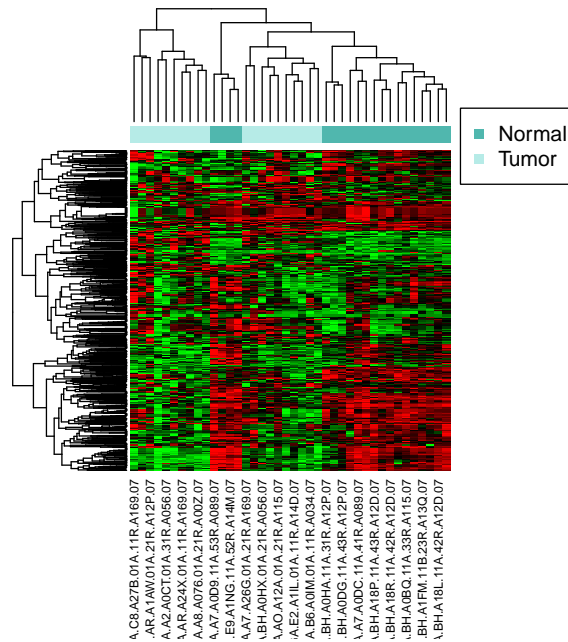 Normal
Tumor
A.C8.A27B.01A.11R.A169.07
.AR.A1AW.01A.21R.A12P.07
A.A2.A0CT.01A.31R.A056.07
A.AR.A24X.01A.11R.A169.07
A.A8.A076.01A.21R.A00Z.07
A.A7.A0D9.11A.53R.A089.07
.E9.A1NG.11A.52R.A14M.07
A.A7.A26G.01A.21R.A169.07
.BH.A0HX.01A.21R.A056.07
A.AO.A12A.01A.21R.A115.07
A.E2.A1IL.01A.11R.A14D.07
A.B6.A0IM.01A.11R.A034.07
.BH.A0HA.11A.31R.A12P.07
.BH.A0DG.11A.43R.A12P.07
A.A7.A0DC.11A.41R.A089.07
.BH.A18P.11A.43R.A12D.07
.BH.A18R.11A.42R.A12D.07
.BH.A0BQ.11A.33R.A115.07
.BH.A1FM.11B.23R.A13Q.07
A.BH.A18L.11A.42R.A12D.07